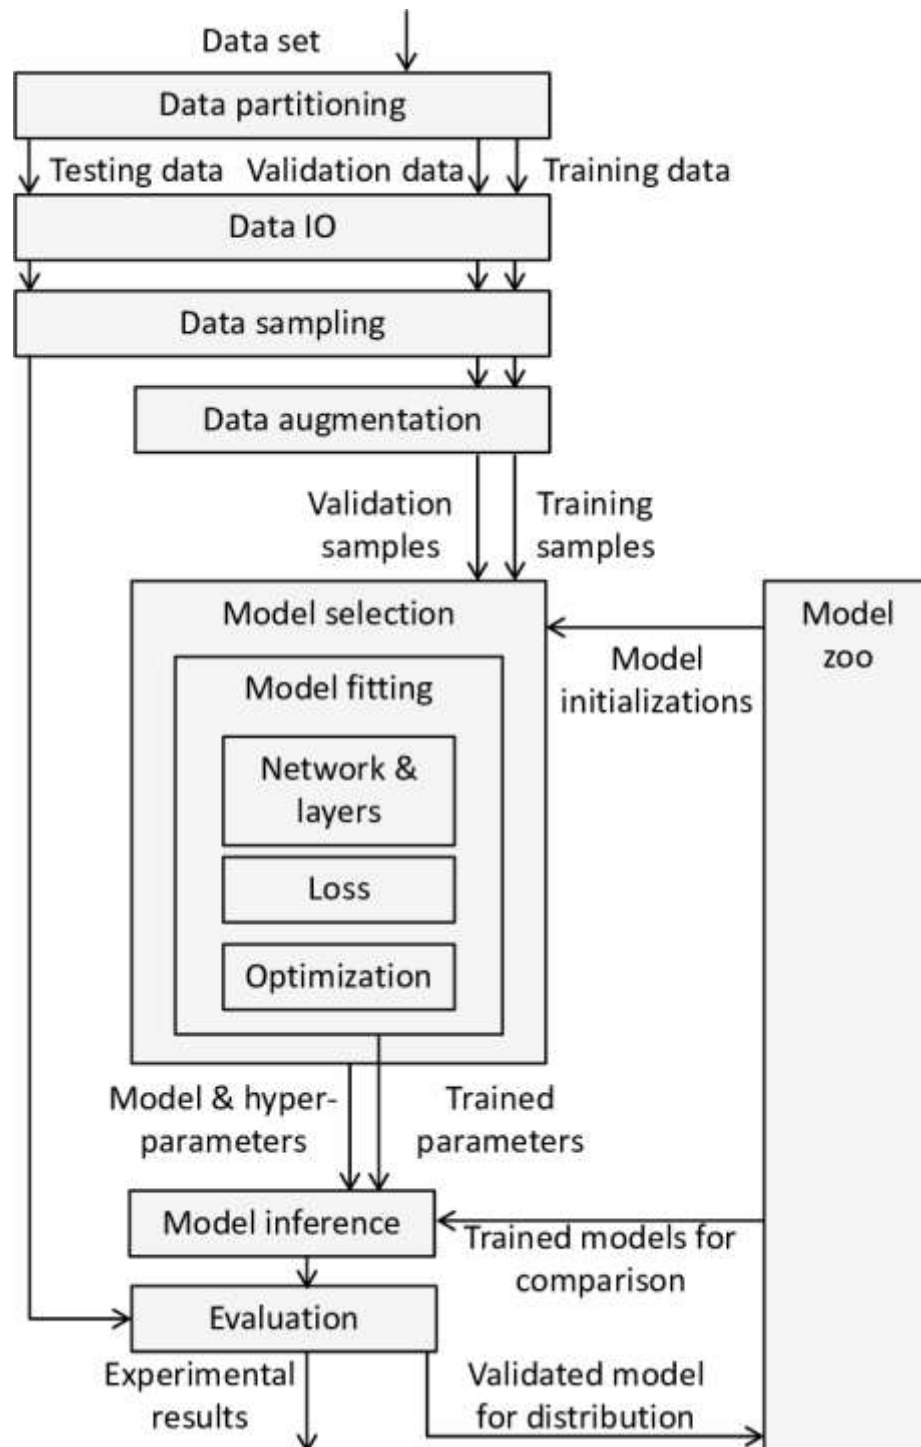 Data set
Data partitioning
Testing data
Validation data
Training data
Data IO
Data sampling
Data augmentation
Validation
samples
Training
samples
Model selection
Model
zoo
Model
initializations
Model fitting
Network &
layers
Loss
Optimization
Model & hyper-
parameters
Trained
parameters
Model inference
Trained models for
comparison
Evaluation
Experimental
results
Validated model
for distribution